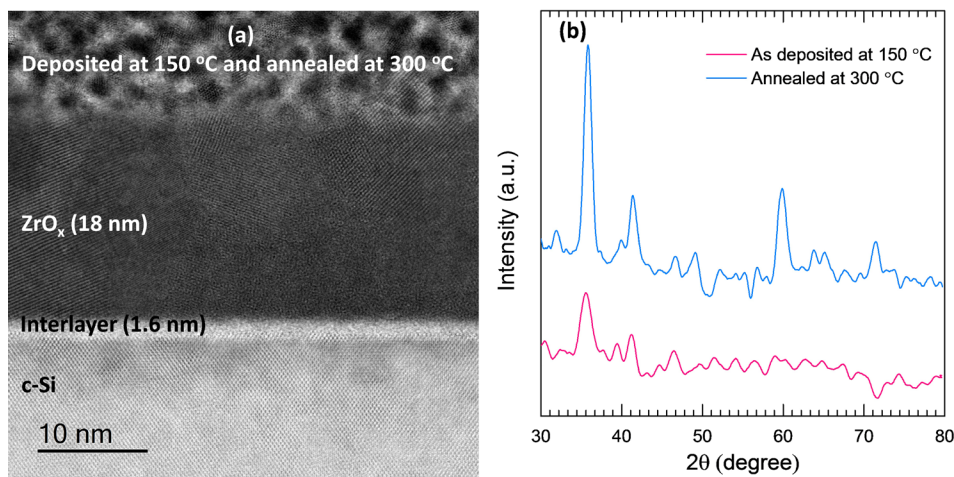 (a)
Deposited at 150 °C and annealed at 300 °C
ZrOₓ (18 nm)
Interlayer (1.6 nm)
c-Si
10 nm
(b)
As deposited at 150 °C
Annealed at 300 °C
Intensity (a.u.)
30 40 50 60 70 80
2θ (degree)